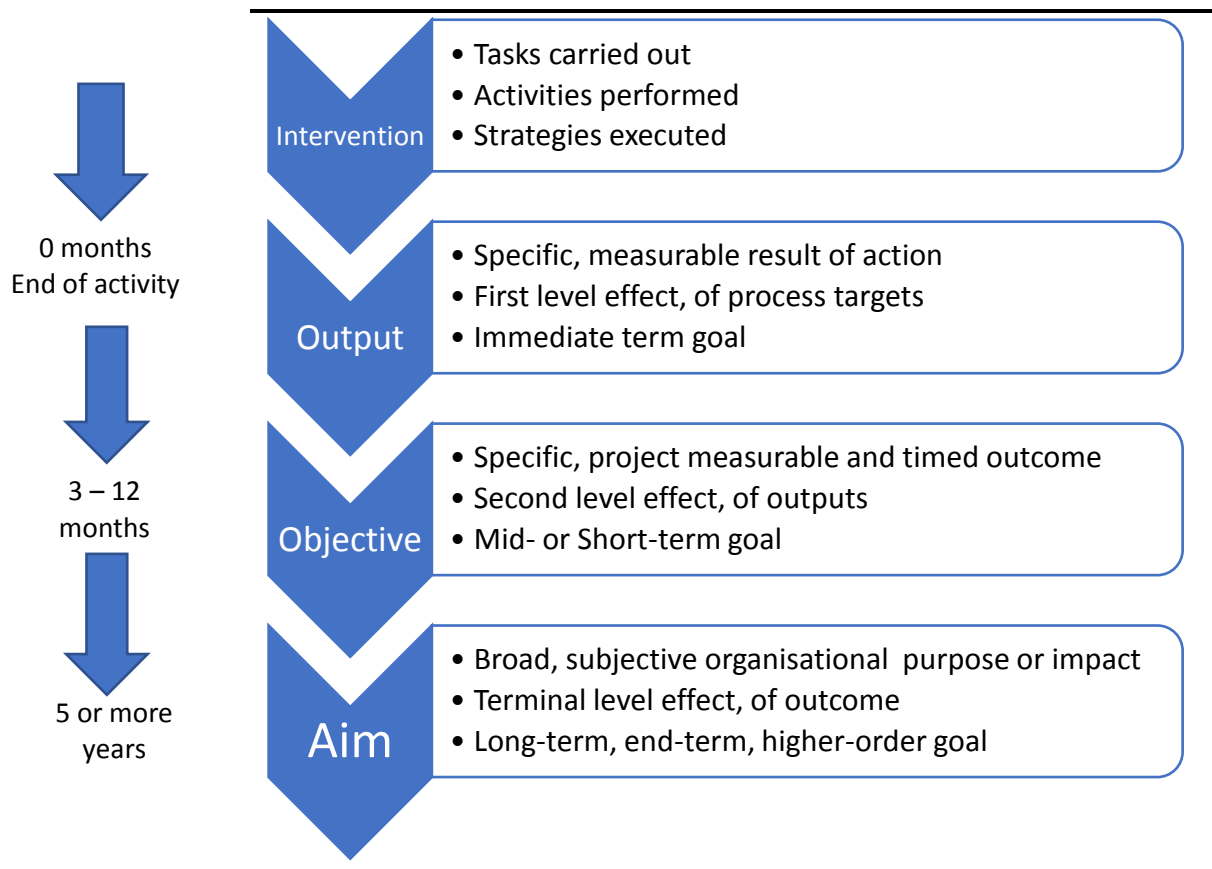 Intervention
• Tasks carried out
• Activities performed
• Strategies executed
0 months
End of activity
Output
• Specific, measurable result of action
• First level effect, of process targets
• Immediate term goal
3 – 12
months
Objective
• Specific, project measurable and timed outcome
• Second level effect, of outputs
• Mid- or Short-term goal
5 or more
years
Aim
• Broad, subjective organisational  purpose or impact
• Terminal level effect, of outcome
• Long-term, end-term, higher-order goal